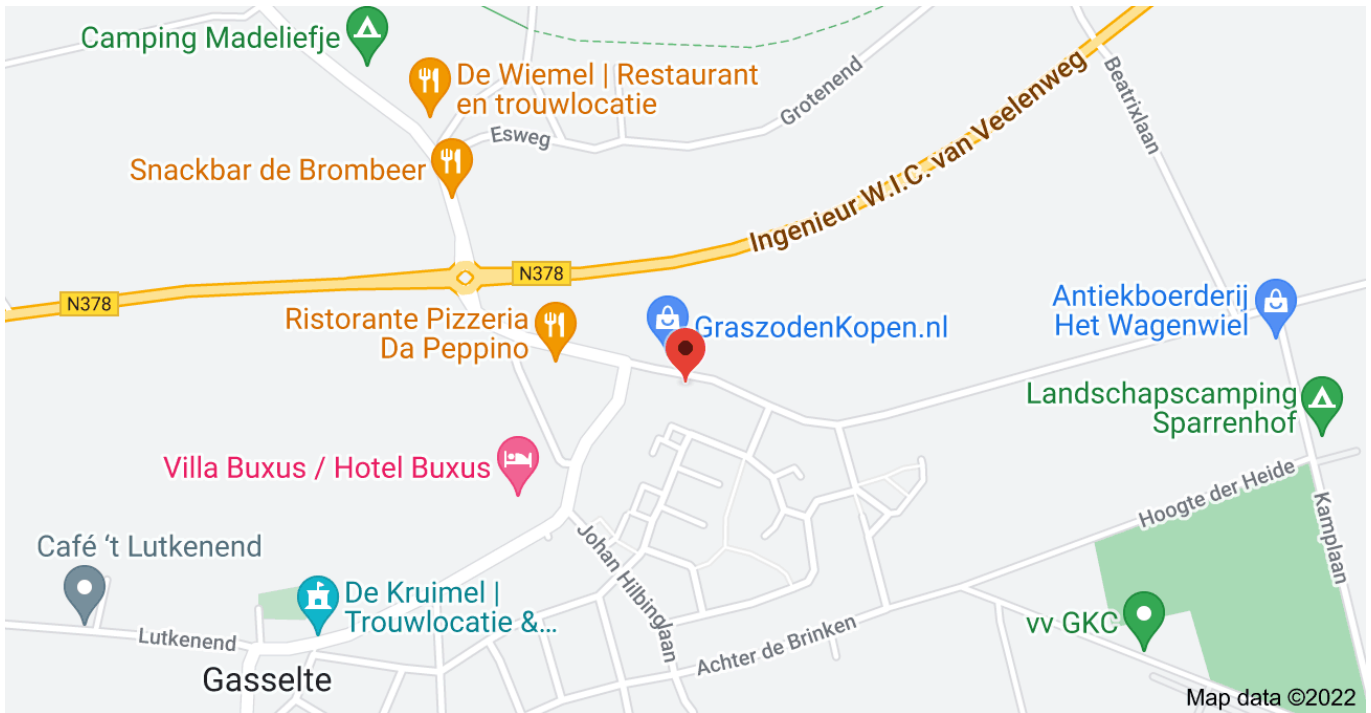 Camping Madeliefje
De Wiemel | Restaurant
en trouwlocatie
Beatrixlaan
Grotenend
Esweg
Snackbar de Brombeer
Ingenieur W.I.C. van Veelenweg
N378
N378
Antiekboerderij
Het Wagenwiel
Ristorante Pizzeria
Da Peppino
GraszodenKopen.nl
Landschapscamping
Sparrenhof
Villa Buxus / Hotel Buxus
Hoogte der Heide
Kamplaan
Café ‘t Lutkenend
Johan Hilbinglaan
De Kruimel |
Trouwlocatie &...
Lutkenend
Achter de Brinken
vv GKC
Gasselte
Map data ©2022